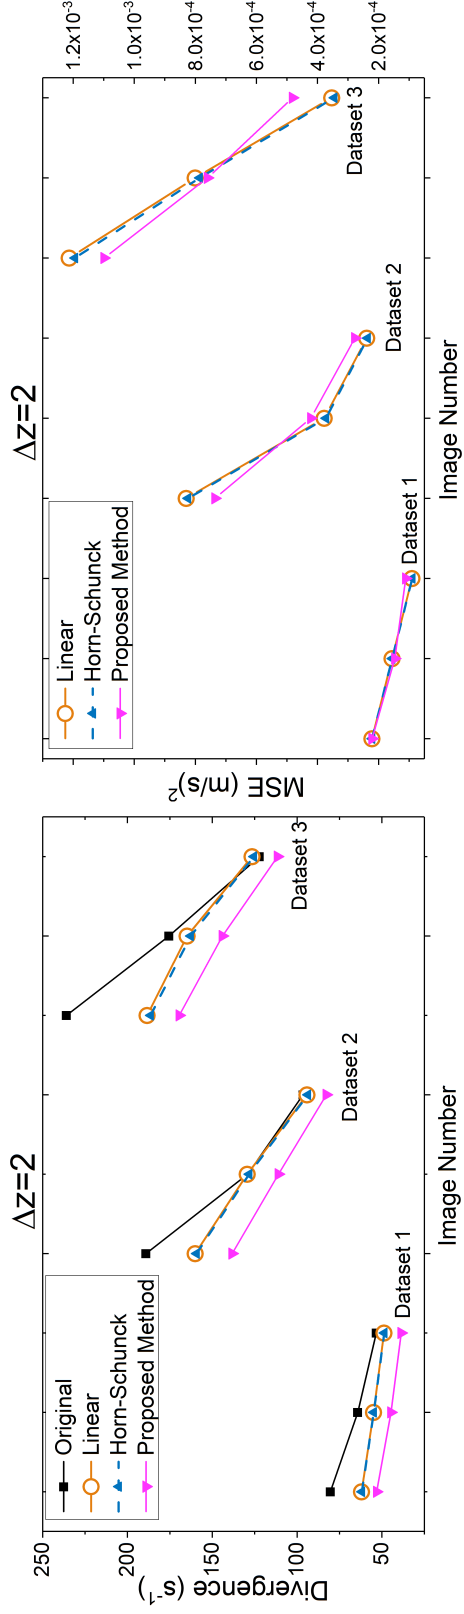 Δz=2
Original
Linear
Horn-Schunck
Proposed Method
250
200
150
100
50
Divergence (s⁻¹)
Dataset 1
Dataset 2
Dataset 3
Image Number
Δz=2
Linear
Horn-Schunck
Proposed Method
MSE (m/s)²
1.2x10⁻³
1.0x10⁻³
8.0x10⁻⁴
6.0x10⁻⁴
4.0x10⁻⁴
2.0x10⁻⁴
Dataset 1
Dataset 2
Dataset 3
Image Number